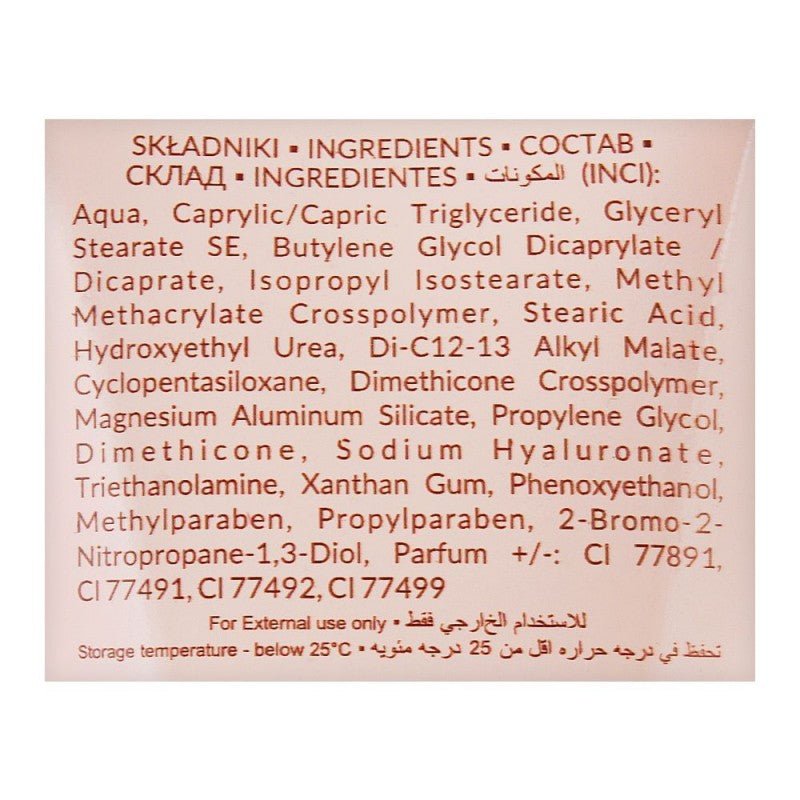 SKŁADNIKI ▪ INGREDIENTS ▪ СОСТАВ ▪
СКЛАД ▪ INGREDIENTES ▪ المكونات (INCI):
Aqua, Caprylic/Capric Triglyceride, Glyceryl
Stearate SE, Butylene Glycol Dicaprylate /
Dicaprate, Isopropyl Isostearate, Methyl
Methacrylate Crosspolymer, Stearic Acid,
Hydroxyethyl Urea, Di-C12-13 Alkyl Malate,
Cyclopentasiloxane, Dimethicone Crosspolymer,
Magnesium Aluminum Silicate, Propylene Glycol,
Dimethicone, Sodium Hyaluronate,
Triethanolamine, Xanthan Gum, Phenoxyethanol,
Methylparaben, Propylparaben, 2-Bromo-2-
Nitropropane-1,3-Diol, Parfum +/-: CI 77891,
CI 77491, CI 77492, CI 77499
For External use only ▪ للاستخدام الخارجي فقط
Storage temperature - below 25°C ▪ تحفظ في درجه حراره اقل من 25 درجه مئويه